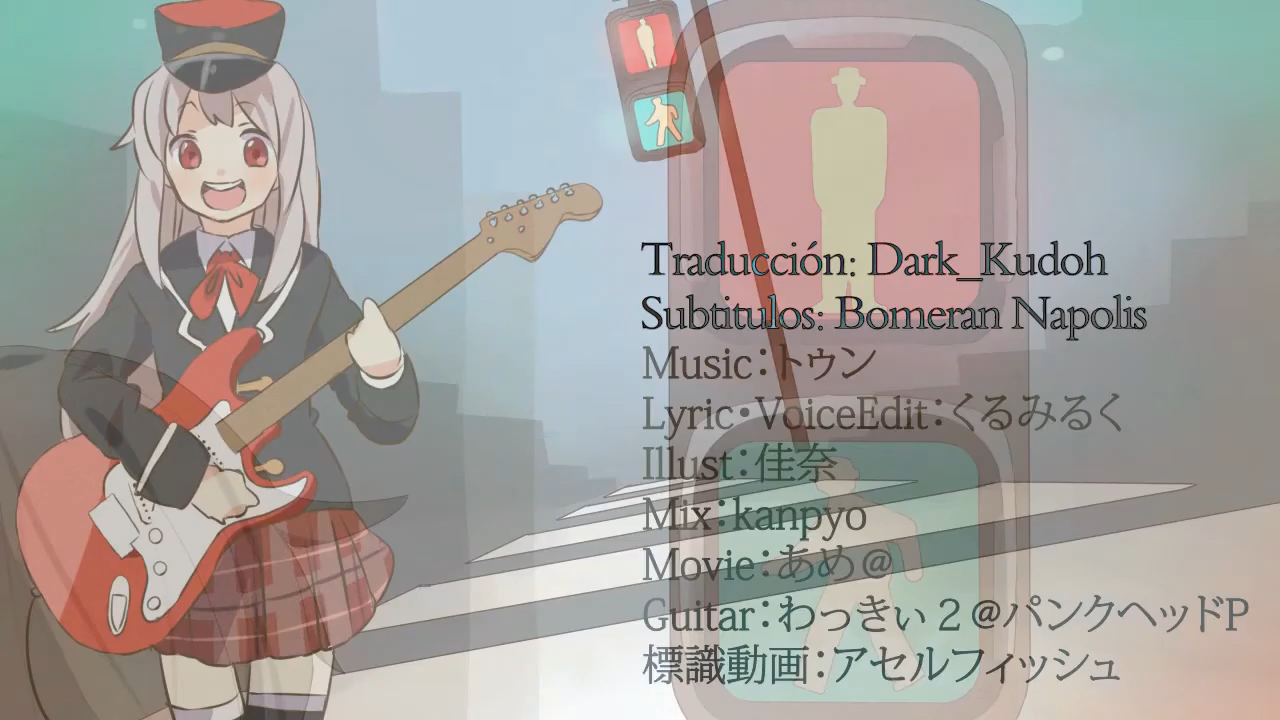 Traducción: Dark_Kudoh
Subtitulos: Bomeran Napolis
Music：トゥン
Lyric・VoiceEdit：くるみるく
Illust：佳奈
Mix：kanpyo
Movie：あめ＠
Guitar：わっきぃ２＠パンクヘッドP
標識動画：アセルフィッシュ